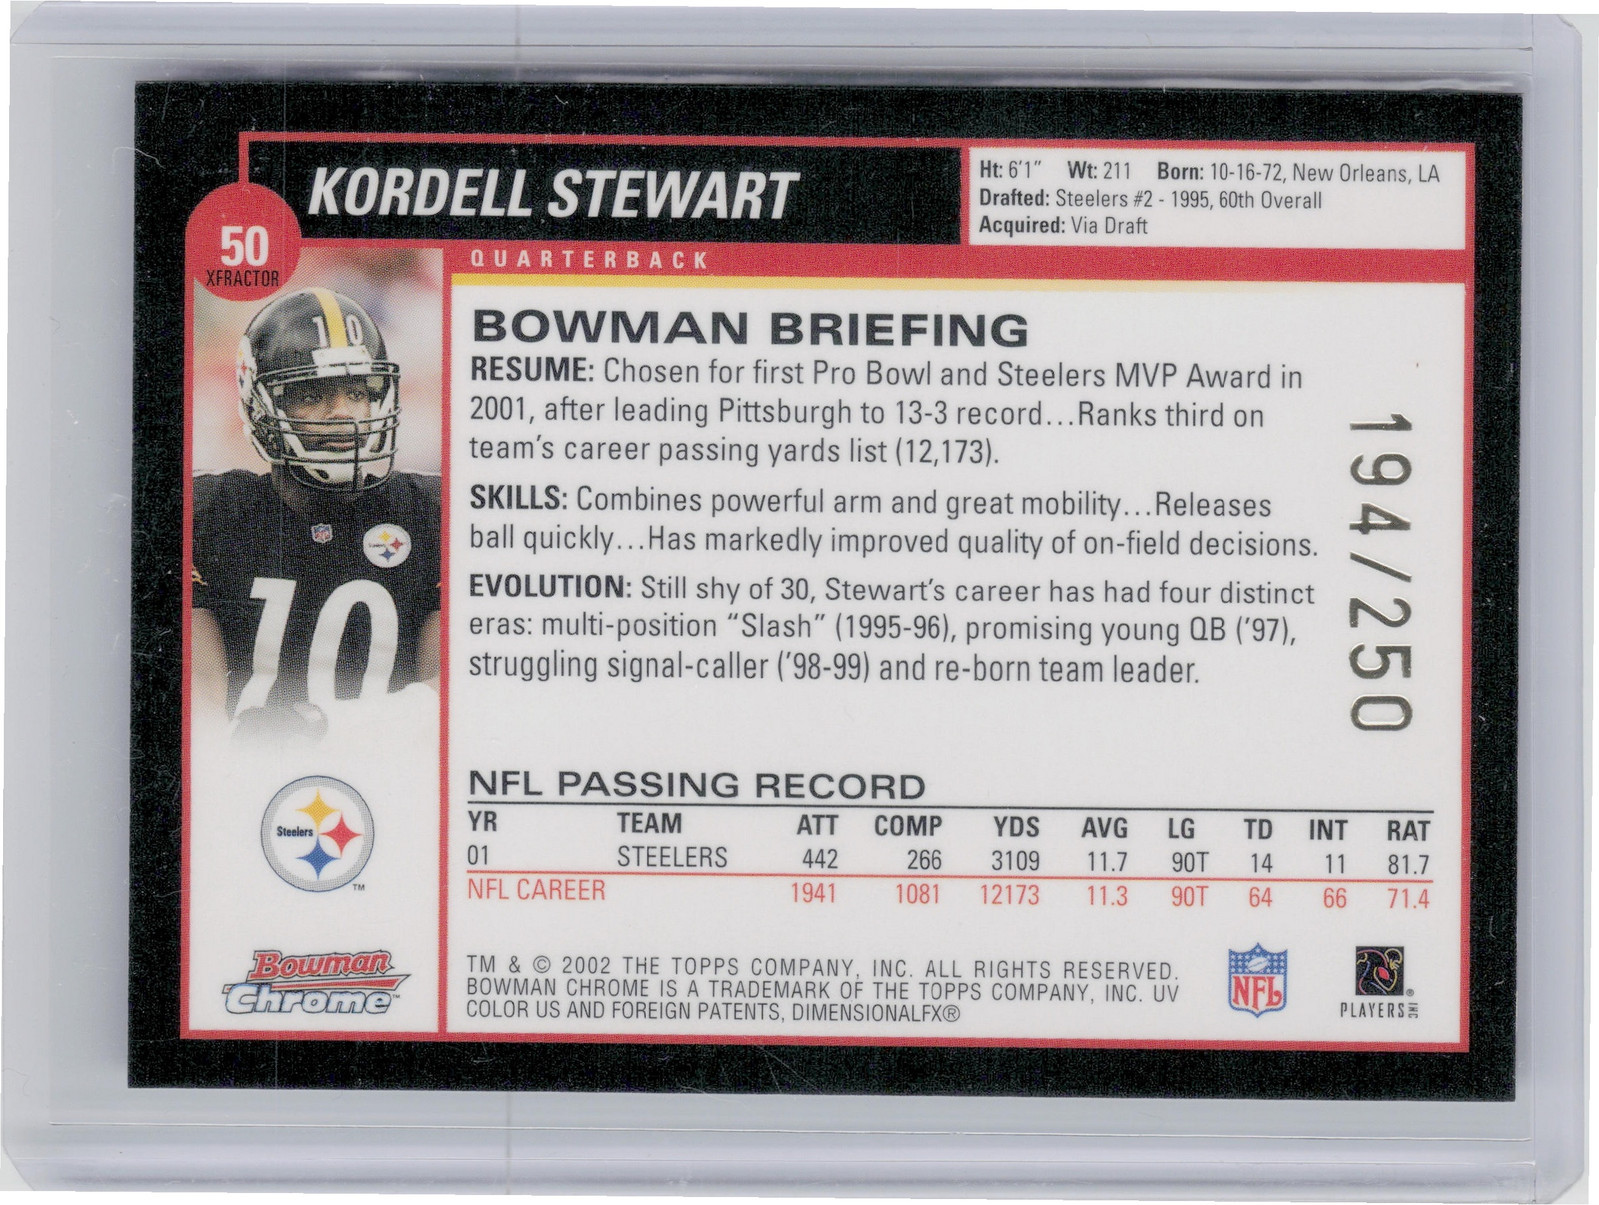 KORDELL STEWART
Ht: 6'1" Wt: 211 Born: 10-16-72, New Orleans, LA
Drafted: Steelers #2 - 1995, 60th Overall
Acquired: Via Draft
50
XFRACTOR
QUARTERBACK
10
BOWMAN BRIEFING
RESUME: Chosen for first Pro Bowl and Steelers MVP Award in
2001, after leading Pittsburgh to 13-3 record...Ranks third on
team's career passing yards list (12,173).
SKILLS: Combines powerful arm and great mobility...Releases
ball quickly...Has markedly improved quality of on-field decisions.
EVOLUTION: Still shy of 30, Stewart's career has had four distinct
eras: multi-position "Slash" (1995-96), promising young QB ('97),
struggling signal-caller ('98-99) and re-born team leader.
194/250
10
Steelers
TM
NFL PASSING RECORD
YR TEAM ATT COMP YDS AVG LG TD INT RAT
01 STEELERS 442 266 3109 11.7 90T 14 11 81.7
NFL CAREER 1941 1081 12173 11.3 90T 64 66 71.4
Bowman
Chrome™
TM & © 2002 THE TOPPS COMPANY, INC. ALL RIGHTS RESERVED.
BOWMAN CHROME IS A TRADEMARK OF THE TOPPS COMPANY, INC. UV
COLOR US AND FOREIGN PATENTS, DIMENSIONALFX®
NFL
PLAYERS INC